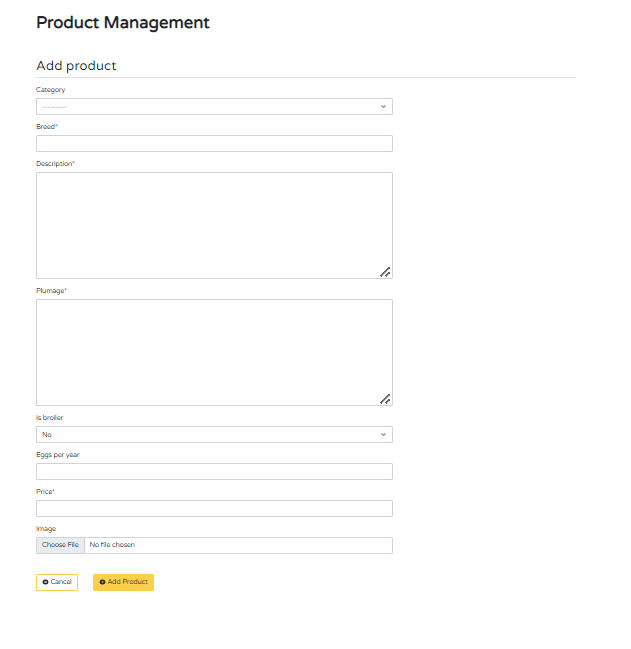 Product Management
Add product
Category
---------
Breed*
Description*
Plumage*
Is broiler
No
Eggs per year
Price*
Image
Choose File No file chosen
Cancel Add Product